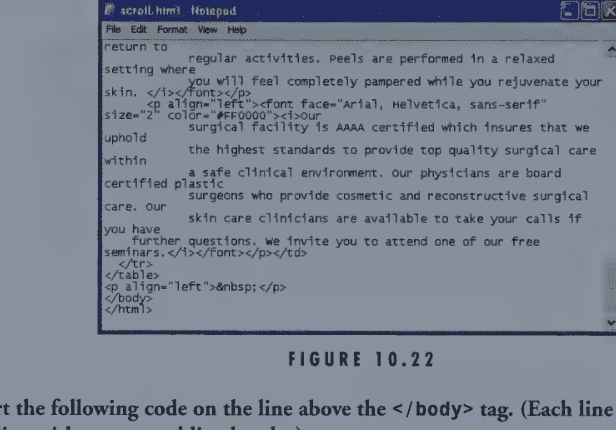 scroll.html Notepad
File Edit Format View Help
return to
regular activities. Peels are performed in a relaxed
setting where
you will feel completely pampered while you rejuvenate your
skin. </i></font></p>
<p align="left"><font face="Arial, Helvetica, sans-serif"
size="2" color="#FF0000"><i>Our
surgical facility is AAAA certified which insures that we
uphold
the highest standards to provide top quality surgical care
within
a safe clinical environment. Our physicians are board
certified plastic
surgeons who provide cosmetic and reconstructive surgical
care. Our
skin care clinicians are available to take your calls if
you have
further questions. We invite you to attend one of our free
seminars.</i></font></p></td>
</tr>
</table>
<p align="left">&nbsp;</p>
</body>
</html>
FIGURE 10.22
rt the following code on the line above the </body> tag. (Each line